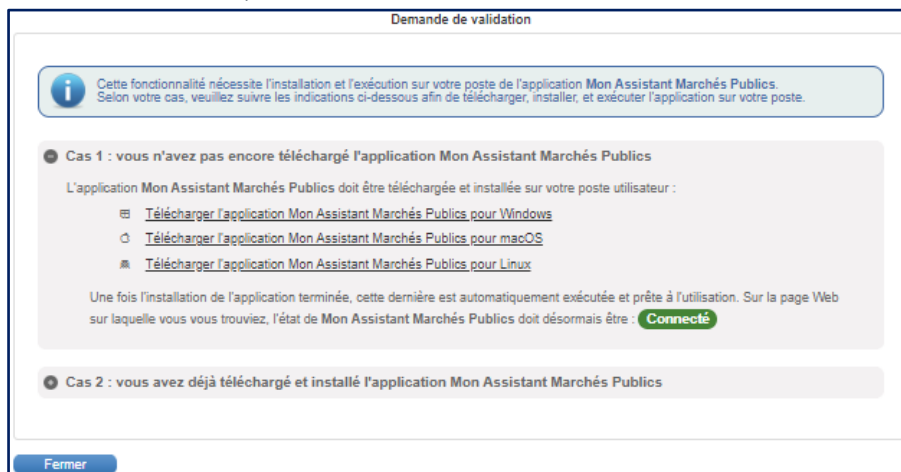 Demande de validation
Cette fonctionnalité nécessite l'installation et l'exécution sur votre poste de l'application Mon Assistant Marchés Publics.
Selon votre cas, veuillez suivre les indications ci-dessous afin de télécharger, installer, et exécuter l'application sur votre poste.
Cas 1 : vous n'avez pas encore téléchargé l'application Mon Assistant Marchés Publics
L'application Mon Assistant Marchés Publics doit être téléchargée et installée sur votre poste utilisateur :
Télécharger l'application Mon Assistant Marchés Publics pour Windows
Télécharger l'application Mon Assistant Marchés Publics pour macOS
Télécharger l'application Mon Assistant Marchés Publics pour Linux
Une fois l'installation de l'application terminée, cette dernière est automatiquement exécutée et prête à l'utilisation. Sur la page Web
sur laquelle vous vous trouviez, l'état de Mon Assistant Marchés Publics doit désormais être : Connecté
Cas 2 : vous avez déjà téléchargé et installé l'application Mon Assistant Marchés Publics
Fermer